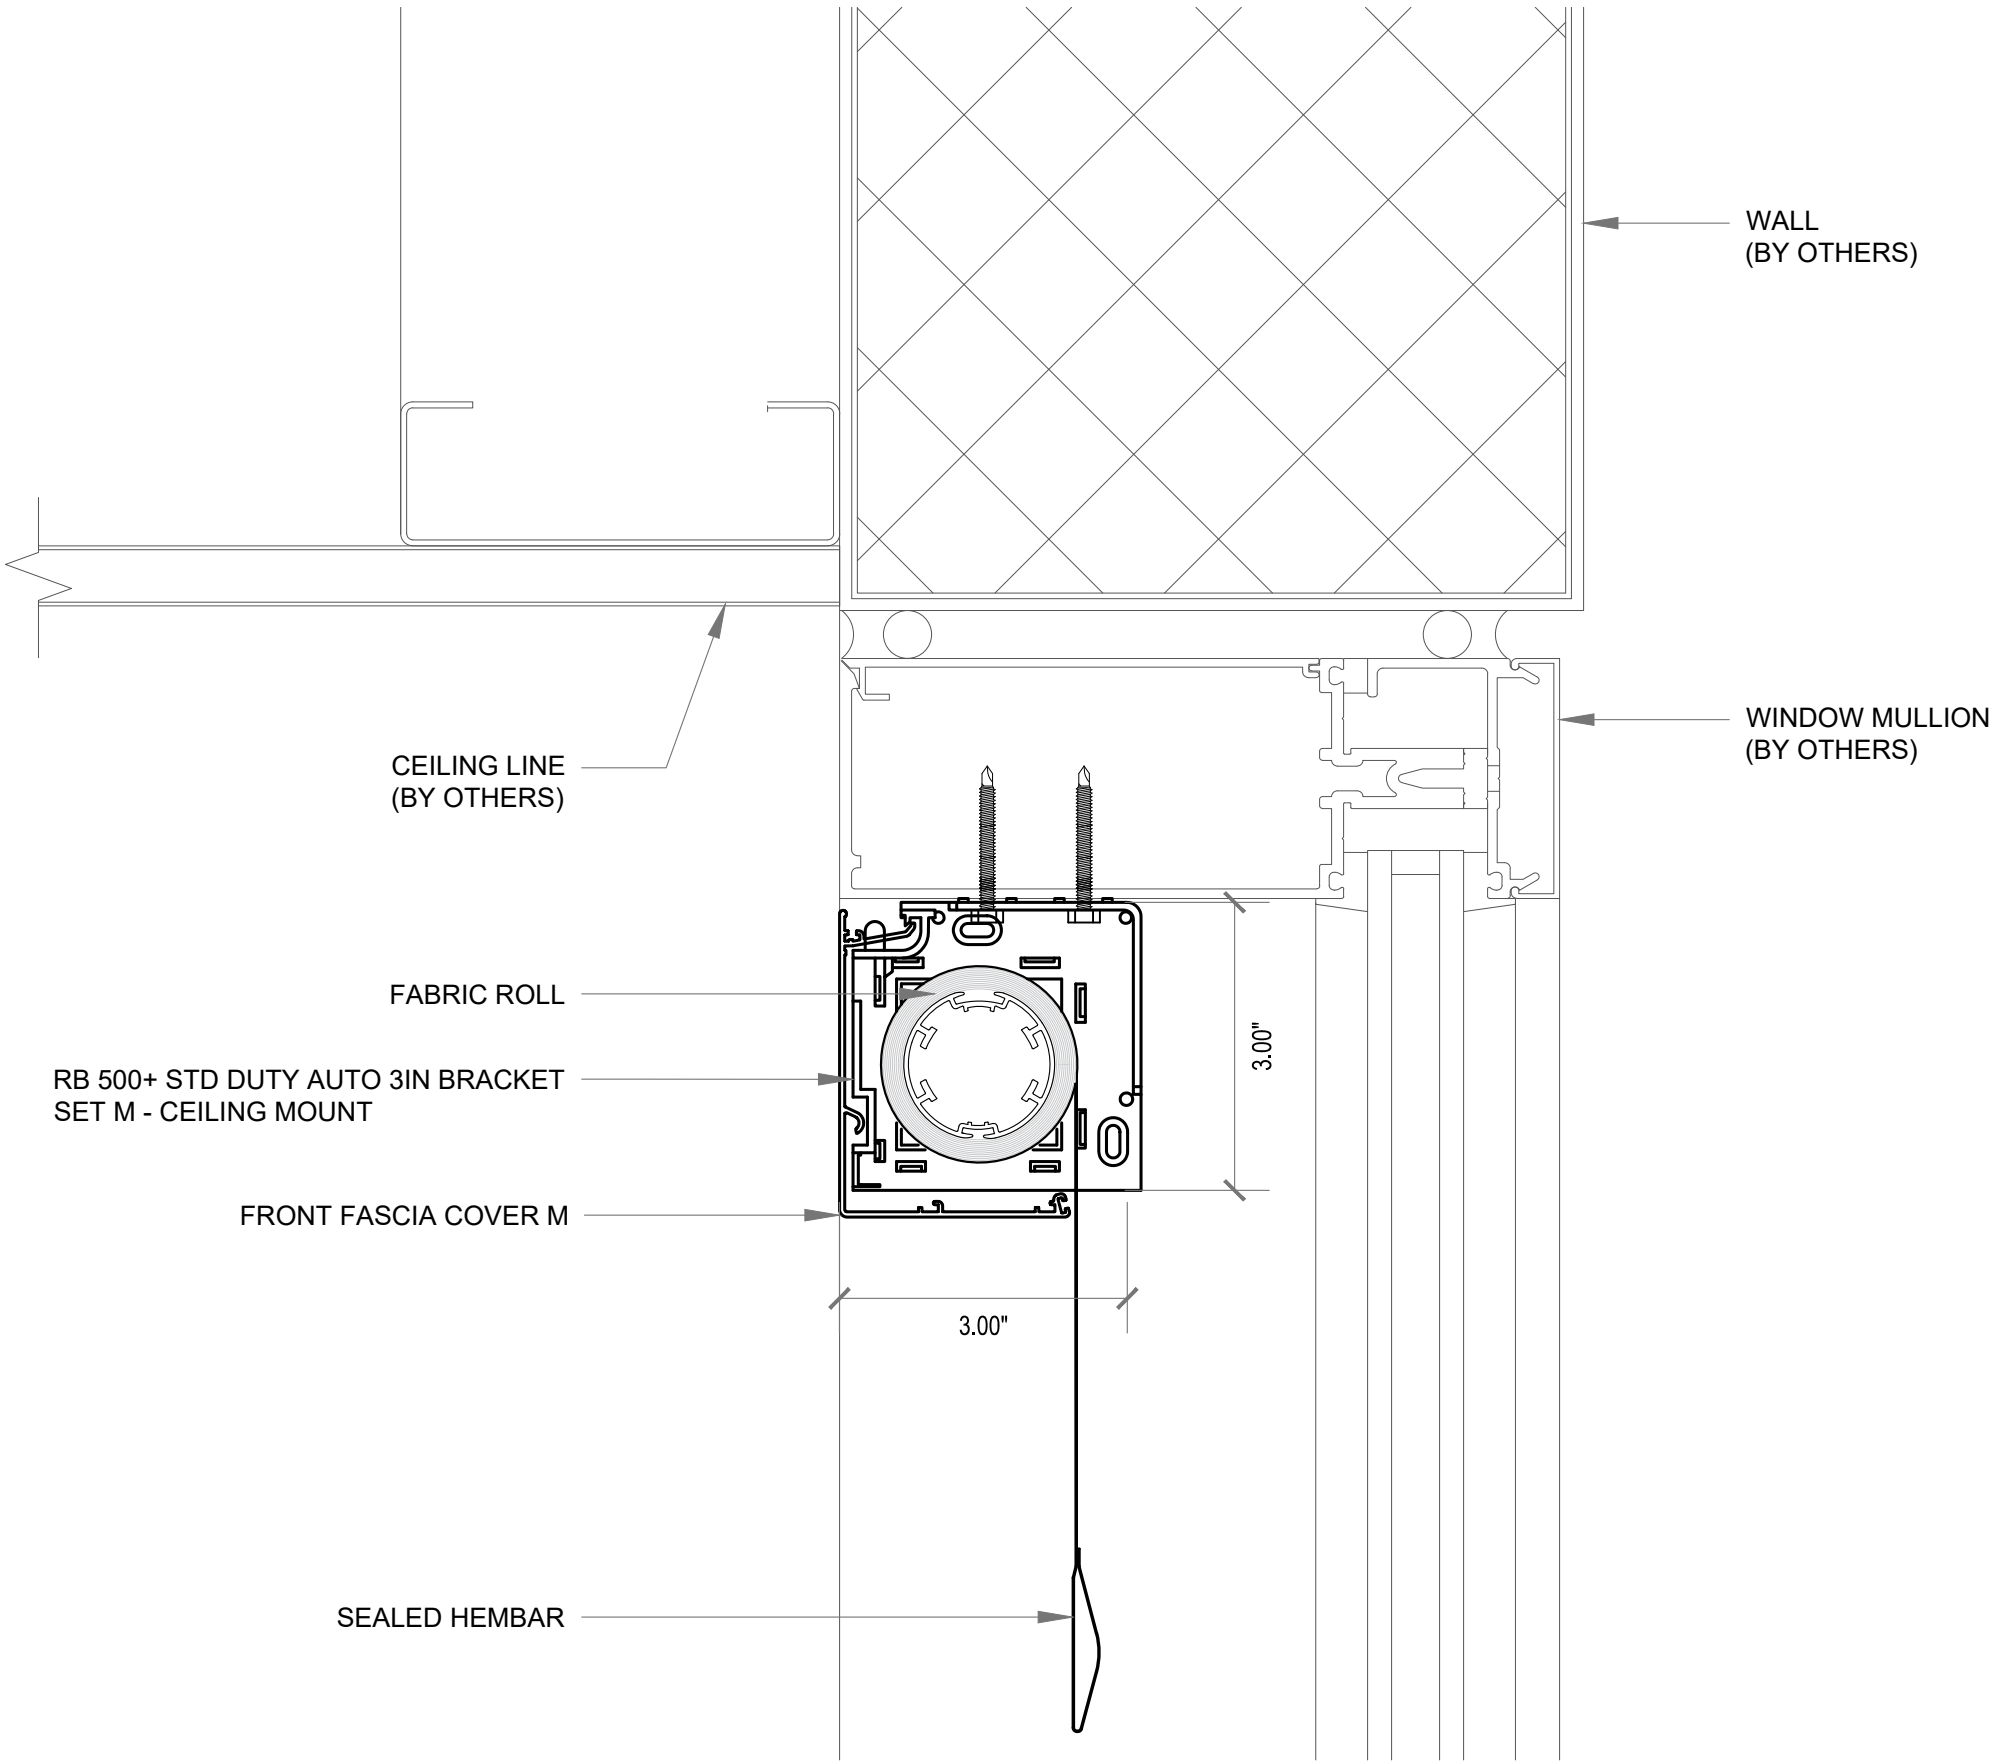 WALL
(BY OTHERS)
WINDOW MULLION
(BY OTHERS)
CEILING LINE
(BY OTHERS)
FABRIC ROLL
3.00"
RB 500+ STD DUTY AUTO 3IN BRACKET
SET M - CEILING MOUNT
FRONT FASCIA COVER M
3.00"
SEALED HEMBAR